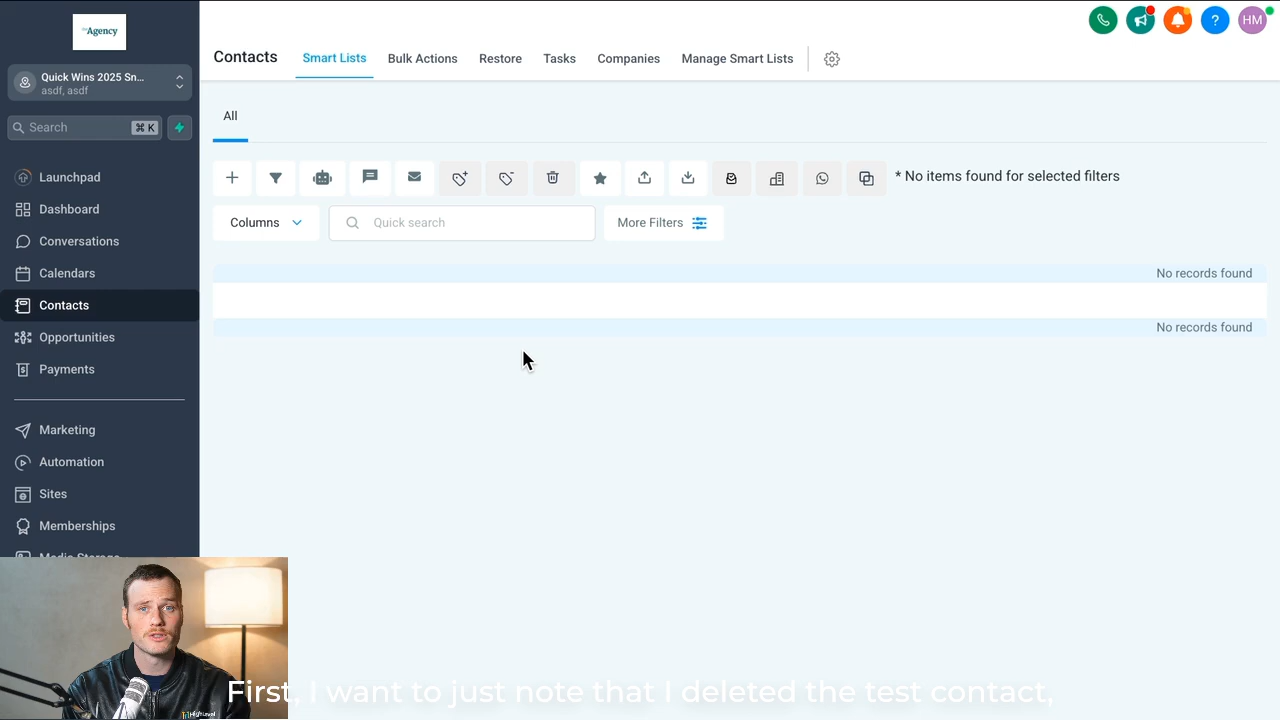 Agency
Quick Wins 2025 Sn...
asdf, asdf
Search
⌘ K
Launchpad
Dashboard
Conversations
Calendars
Contacts
Opportunities
Payments
Marketing
Automation
Sites
Memberships
Media Storage
Contacts
Smart Lists
Bulk Actions
Restore
Tasks
Companies
Manage Smart Lists
HM
All
* No items found for selected filters
Columns
Quick search
More Filters
No records found
No records found
HighLevel
First, I want to just note that I deleted the test contact,